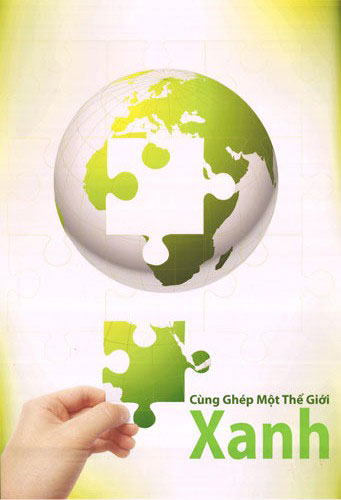 Cùng Ghép Một Thế Giới
Xanh